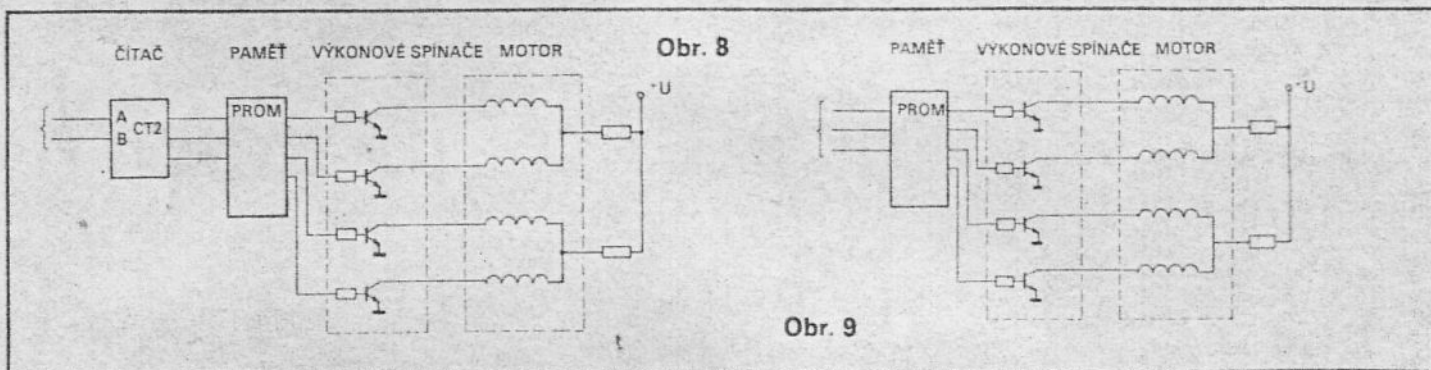 ČÍTAČ PAMĚŤ VÝKONOVÉ SPÍNAČE MOTOR Obr. 8
A
B CT2
PROM
U
PAMĚŤ VÝKONOVÉ SPÍNAČE MOTOR
PROM
U
Obr. 9